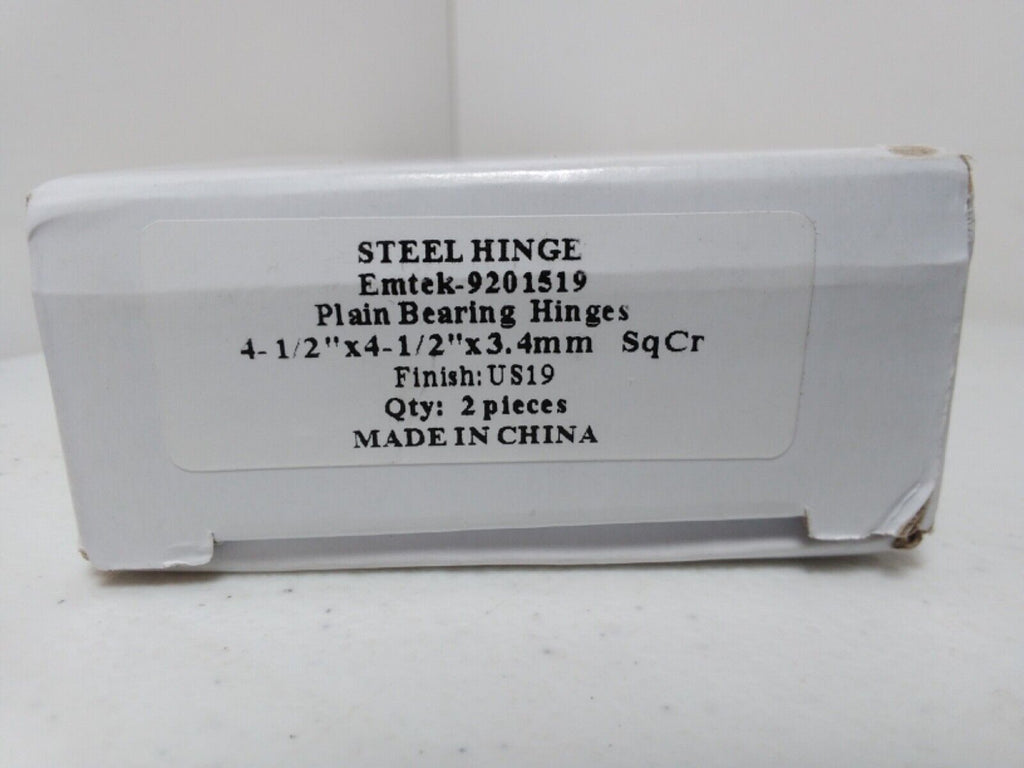 STEEL HINGE
Emtek-9201519
Plain Bearing Hinges
4-1/2"x4-1/2"x3.4mm SqCr
Finish: US19
Qty: 2 pieces
MADE IN CHINA